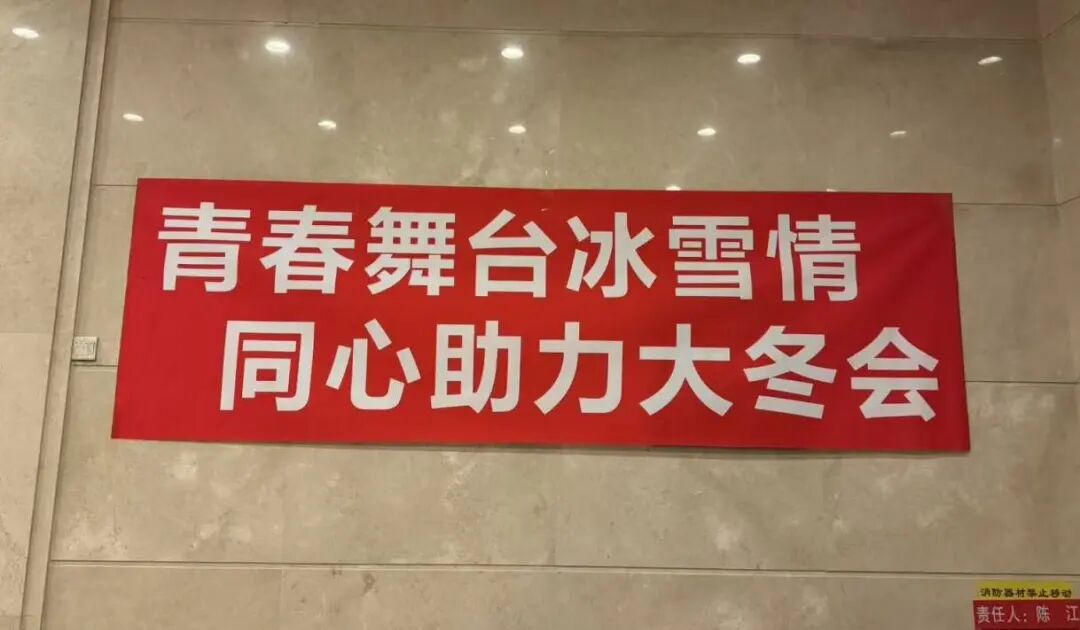 青春舞台冰雪情
同心助力大冬会
消防器材禁止移动
责任人：陈 江